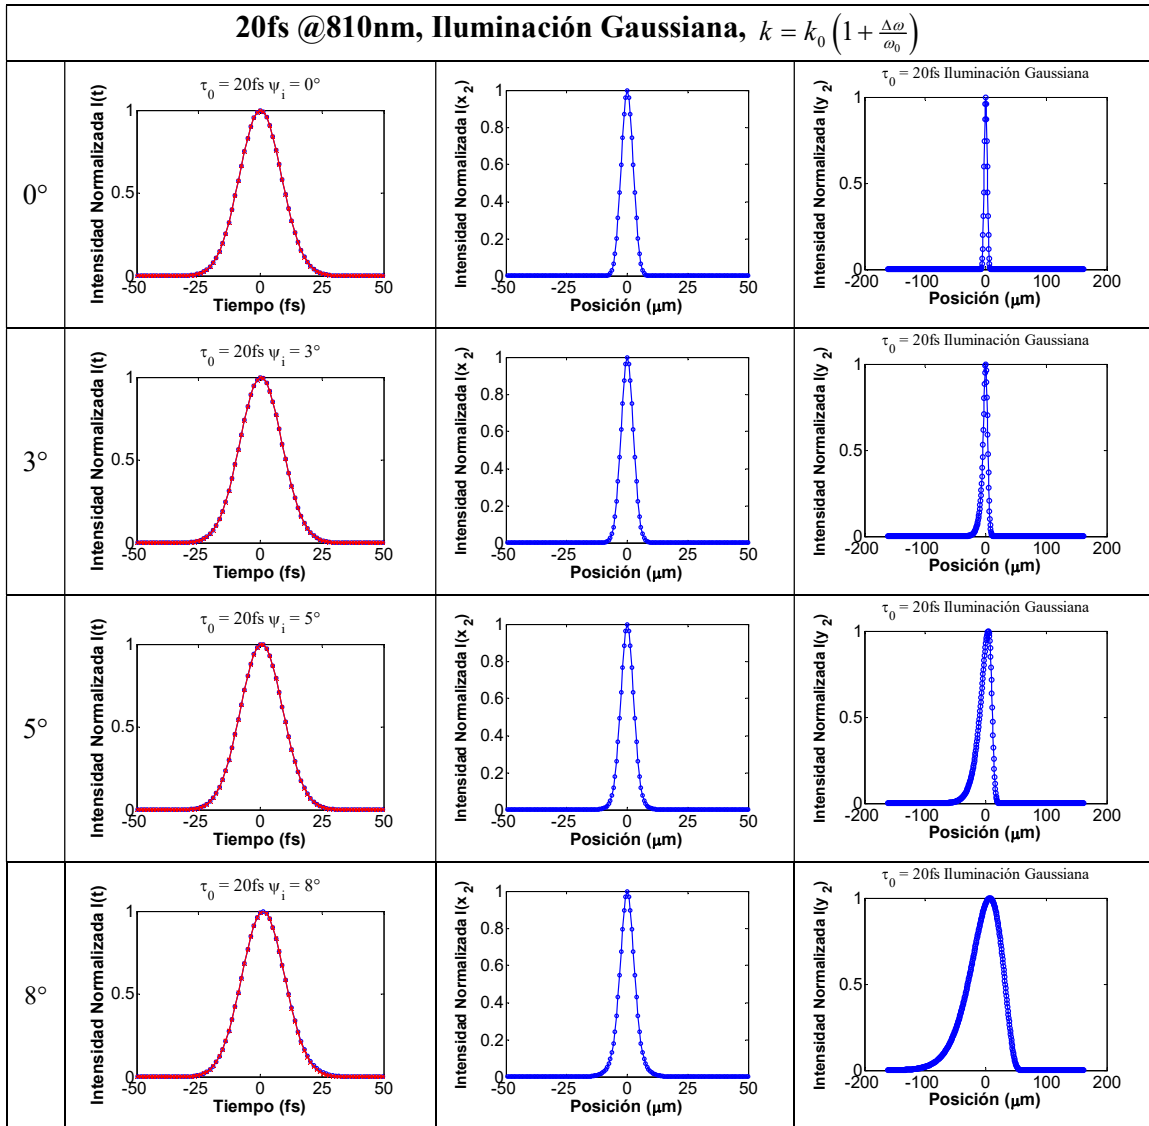 20fs @810nm, Iluminación Gaussiana, k = k₀(1 + Δω/ω₀)
0°
τ₀ = 20fs ψᵢ = 0°
Intensidad Normalizada I(t)
1
0.5
0
-50 -25 0 25 50
Tiempo (fs)
Intensidad Normalizada I(x₂)
1
0.8
0.6
0.4
0.2
0
-50 -25 0 25 50
Posición (μm)
τ₀ = 20fs Iluminación Gaussiana
Intensidad Normalizada I(y₂)
1
0.5
0
-200 -100 0 100 200
Posición (μm)
3°
τ₀ = 20fs ψᵢ = 3°
Intensidad Normalizada I(t)
1
0.5
0
-50 -25 0 25 50
Tiempo (fs)
Intensidad Normalizada I(x₂)
1
0.8
0.6
0.4
0.2
0
-50 -25 0 25 50
Posición (μm)
τ₀ = 20fs Iluminación Gaussiana
Intensidad Normalizada I(y₂)
1
0.5
0
-200 -100 0 100 200
Posición (μm)
5°
τ₀ = 20fs ψᵢ = 5°
Intensidad Normalizada I(t)
1
0.5
0
-50 -25 0 25 50
Tiempo (fs)
Intensidad Normalizada I(x₂)
1
0.8
0.6
0.4
0.2
0
-50 -25 0 25 50
Posición (μm)
τ₀ = 20fs Iluminación Gaussiana
Intensidad Normalizada I(y₂)
1
0.5
0
-200 -100 0 100 200
Posición (μm)
8°
τ₀ = 20fs ψᵢ = 8°
Intensidad Normalizada I(t)
1
0.5
0
-50 -25 0 25 50
Tiempo (fs)
Intensidad Normalizada I(x₂)
1
0.8
0.6
0.4
0.2
0
-50 -25 0 25 50
Posición (μm)
τ₀ = 20fs Iluminación Gaussiana
Intensidad Normalizada I(y₂)
1
0.5
0
-200 -100 0 100 200
Posición (μm)